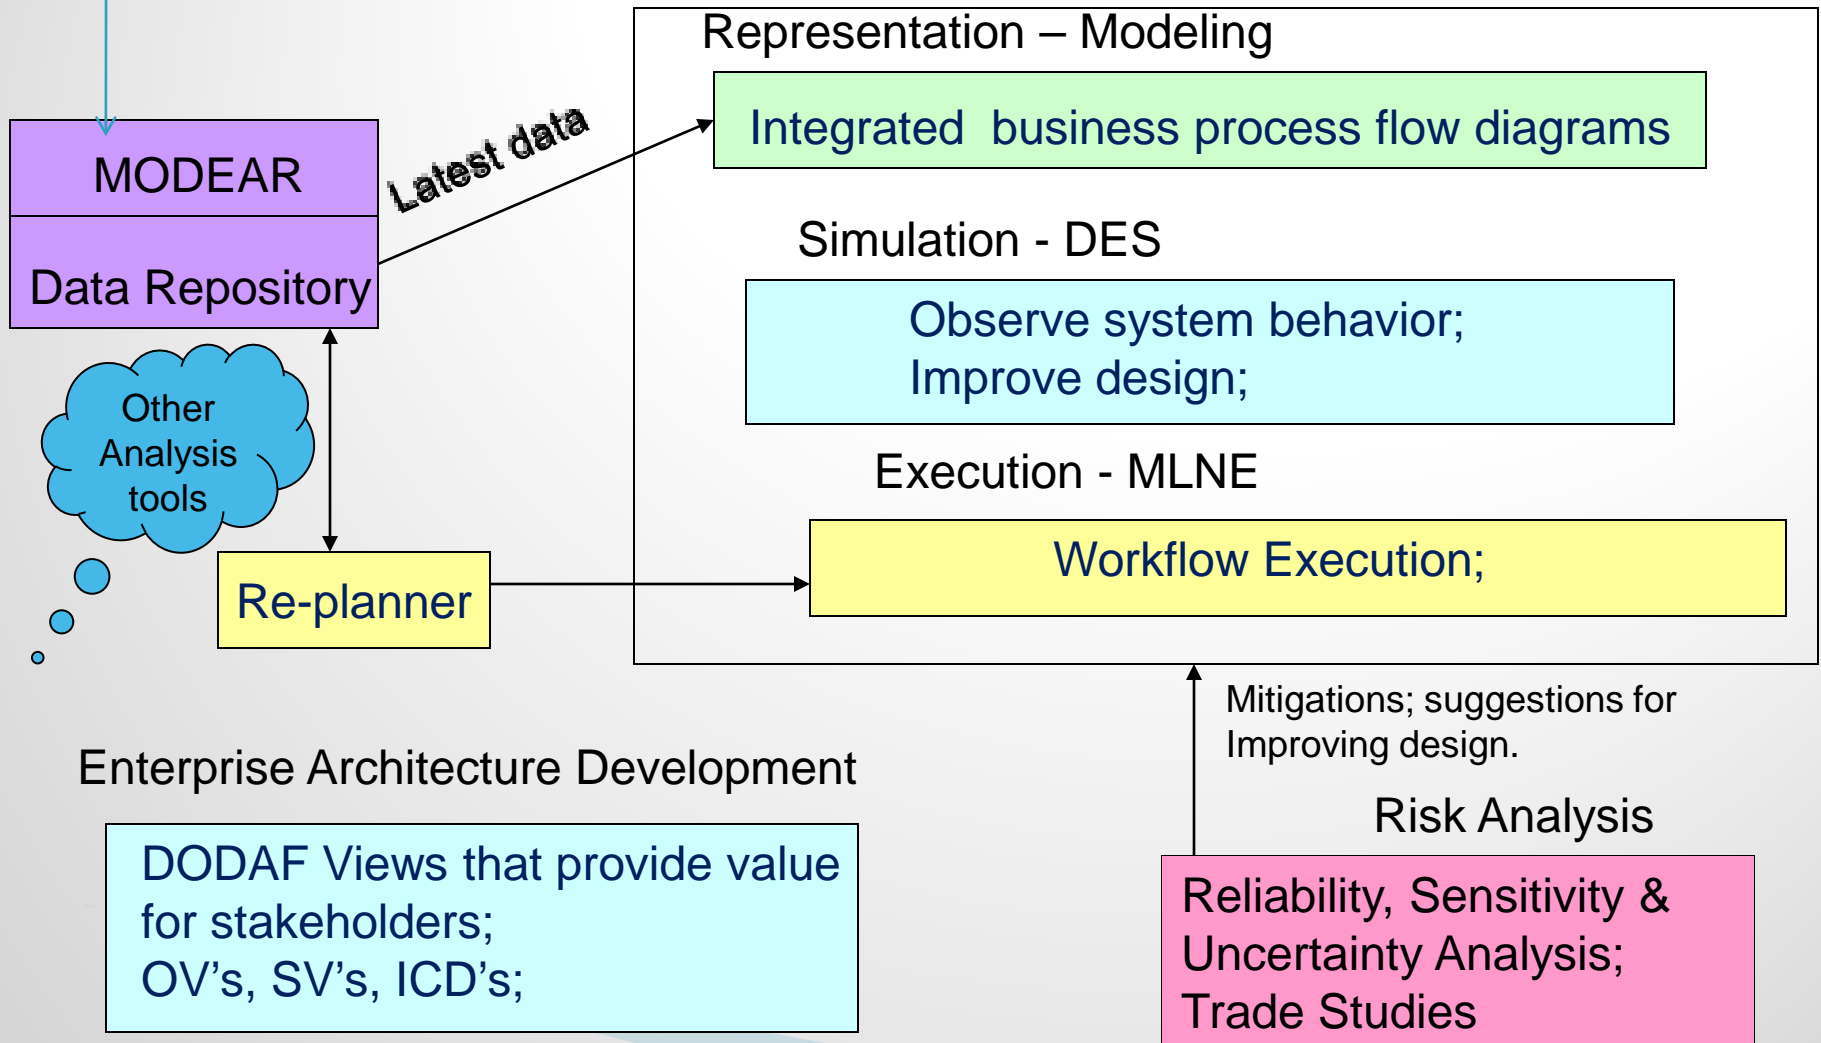 Representation – Modeling
Integrated business process flow diagrams
MODEAR
Data Repository
Latest data
Simulation - DES
Observe system behavior;
Improve design;
Other
Analysis
tools
Execution - MLNE
Workflow Execution;
Re-planner
Mitigations; suggestions for
Improving design.
Enterprise Architecture Development
DODAF Views that provide value
for stakeholders;
OV’s, SV’s, ICD’s;
Risk Analysis
Reliability, Sensitivity &
Uncertainty Analysis;
Trade Studies